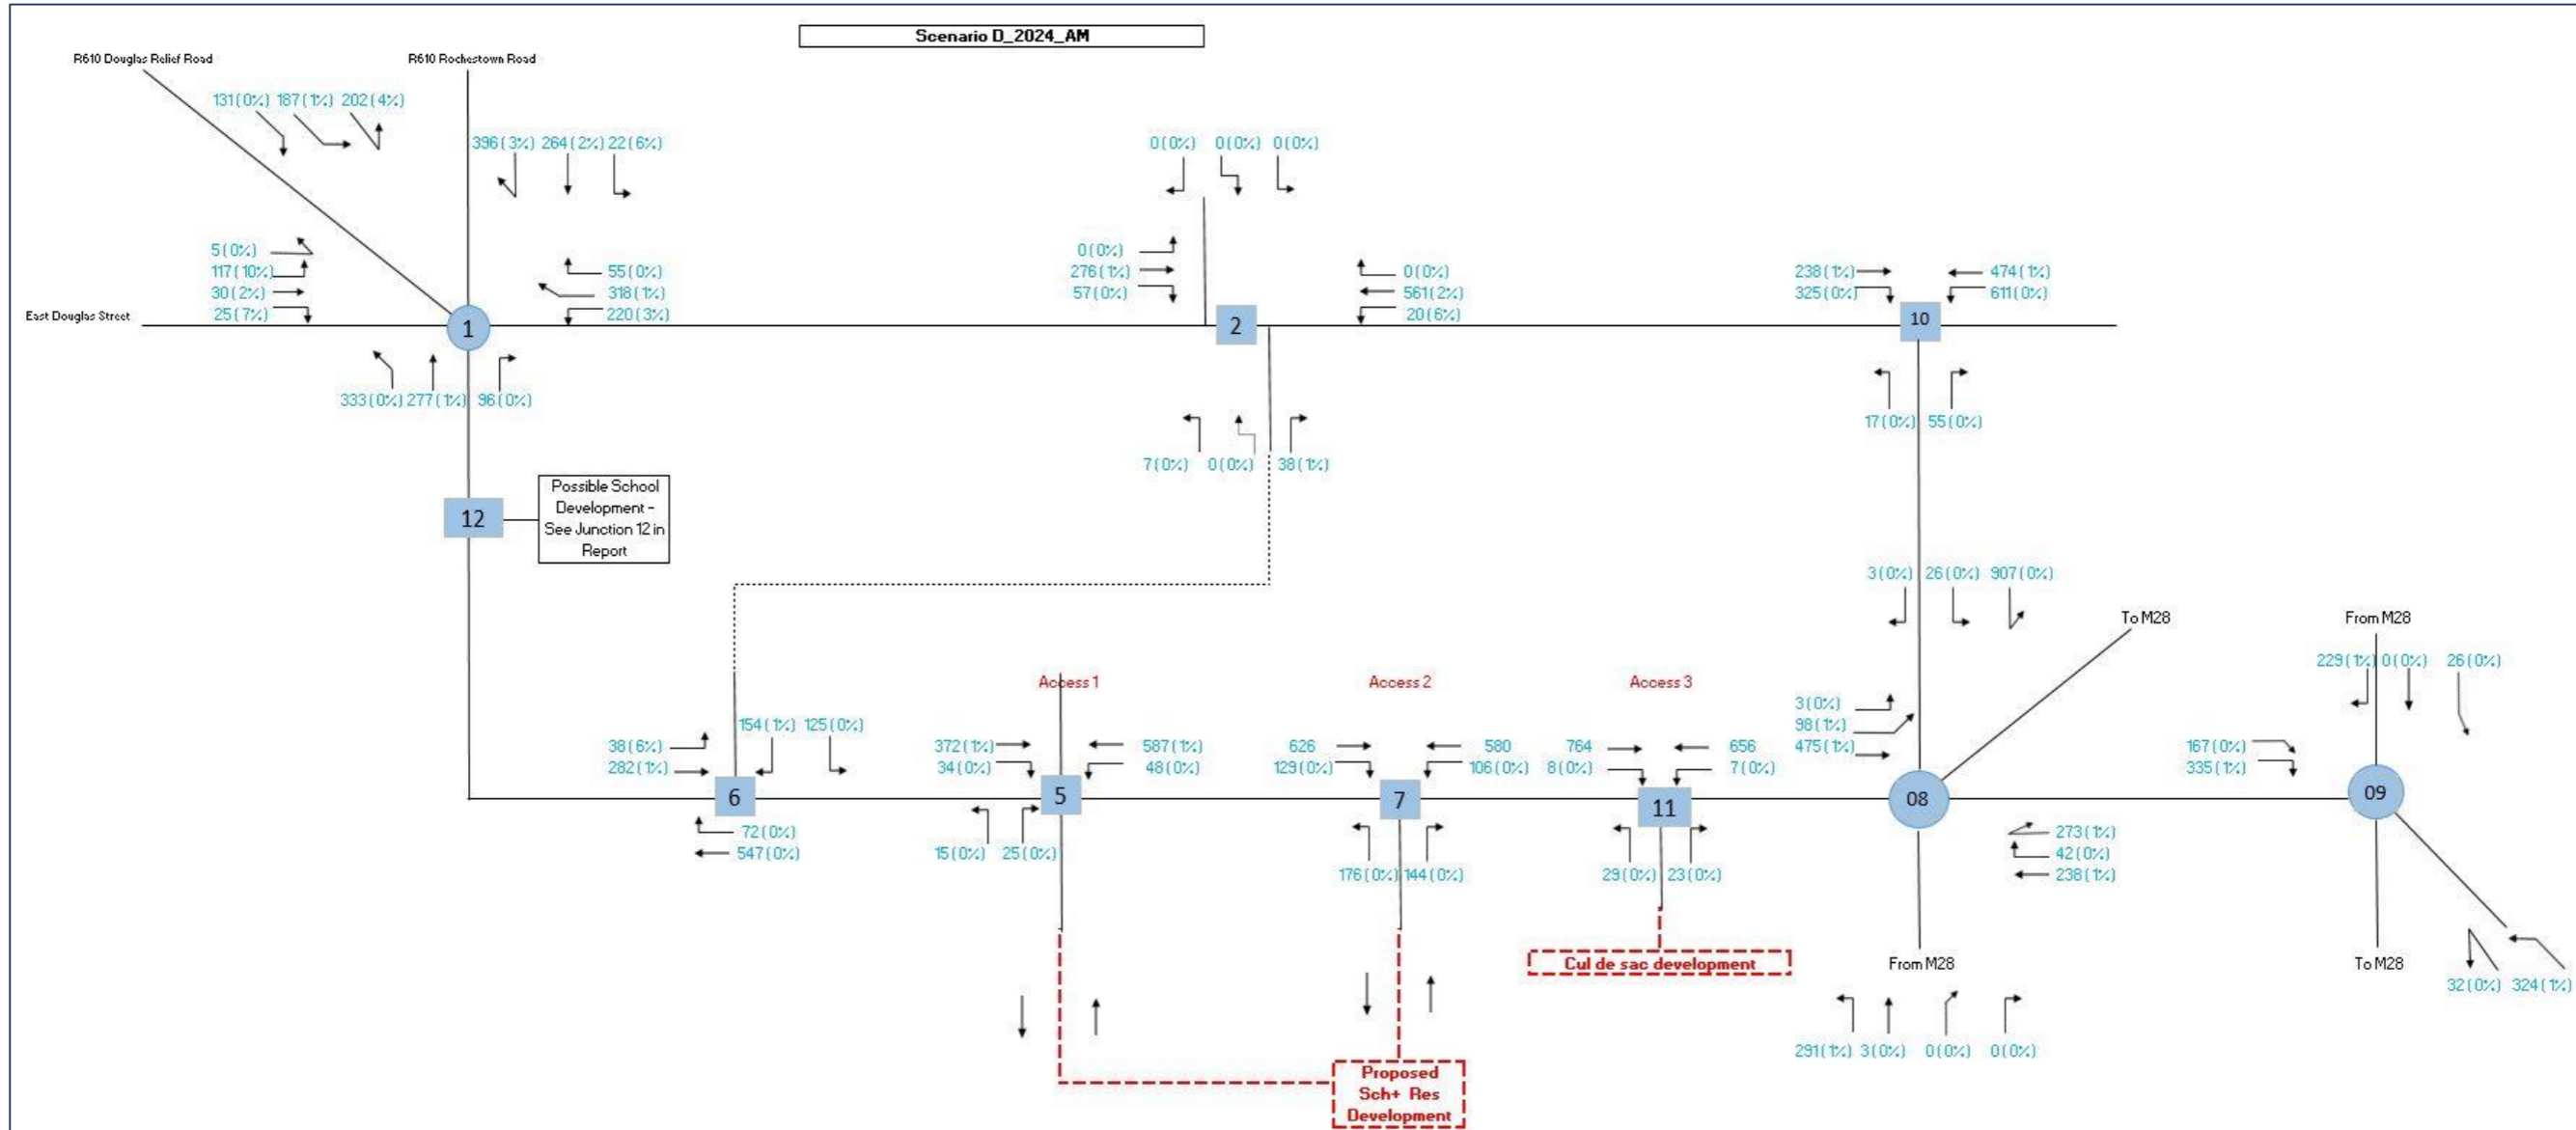 Scenario D_2024_AM
R610 Douglas Relief Road
R610 Rochestown Road
131(0%) 187(1%) 202(4%)
396(3%) 264(2%) 22(6%)
0(0%) 0(0%) 0(0%)
5(0%)
117(10%)
30(2%)
25(7%)
55(0%)
318(1%)
220(3%)
0(0%)
276(1%)
57(0%)
0(0%)
561(2%)
20(6%)
238(1%)
325(0%)
474(1%)
611(0%)
East Douglas Street
1
2
10
333(0%) 277(1%) 96(0%)
7(0%) 0(0%) 38(1%)
17(0%) 55(0%)
12
Possible School
Development -
See Junction 12 in
Report
3(0%) 26(0%) 907(0%)
To M28
From M28
229(1%) 0(0%) 26(0%)
Access 1
Access 2
Access 3
38(6%)
282(1%)
154(1%) 125(0%)
372(1%)
34(0%)
587(1%)
48(0%)
626
129(0%)
580
106(0%)
764
8(0%)
656
7(0%)
3(0%)
98(1%)
475(1%)
167(0%)
335(1%)
6
5
7
11
08
09
72(0%)
547(0%)
15(0%) 25(0%)
176(0%) 144(0%)
29(0%) 23(0%)
273(1%)
42(0%)
238(1%)
Cul de sac development
From M28
To M28
32(0%) 324(1%)
291(1%) 3(0%) 0(0%) 0(0%)
Proposed
Sch+ Res
Development